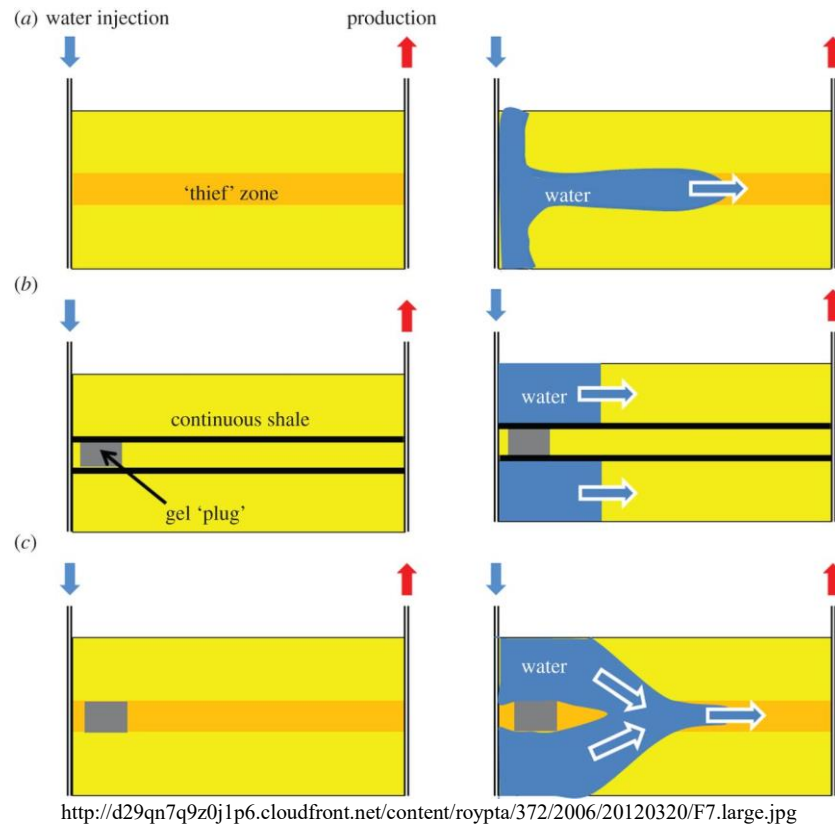 (a) water injection production
'thief' zone
water
(b)
continuous shale
gel 'plug'
water
(c)
water
http://d29qn7q9z0j1p6.cloudfront.net/content/roypta/372/2006/20120320/F7.large.jpg